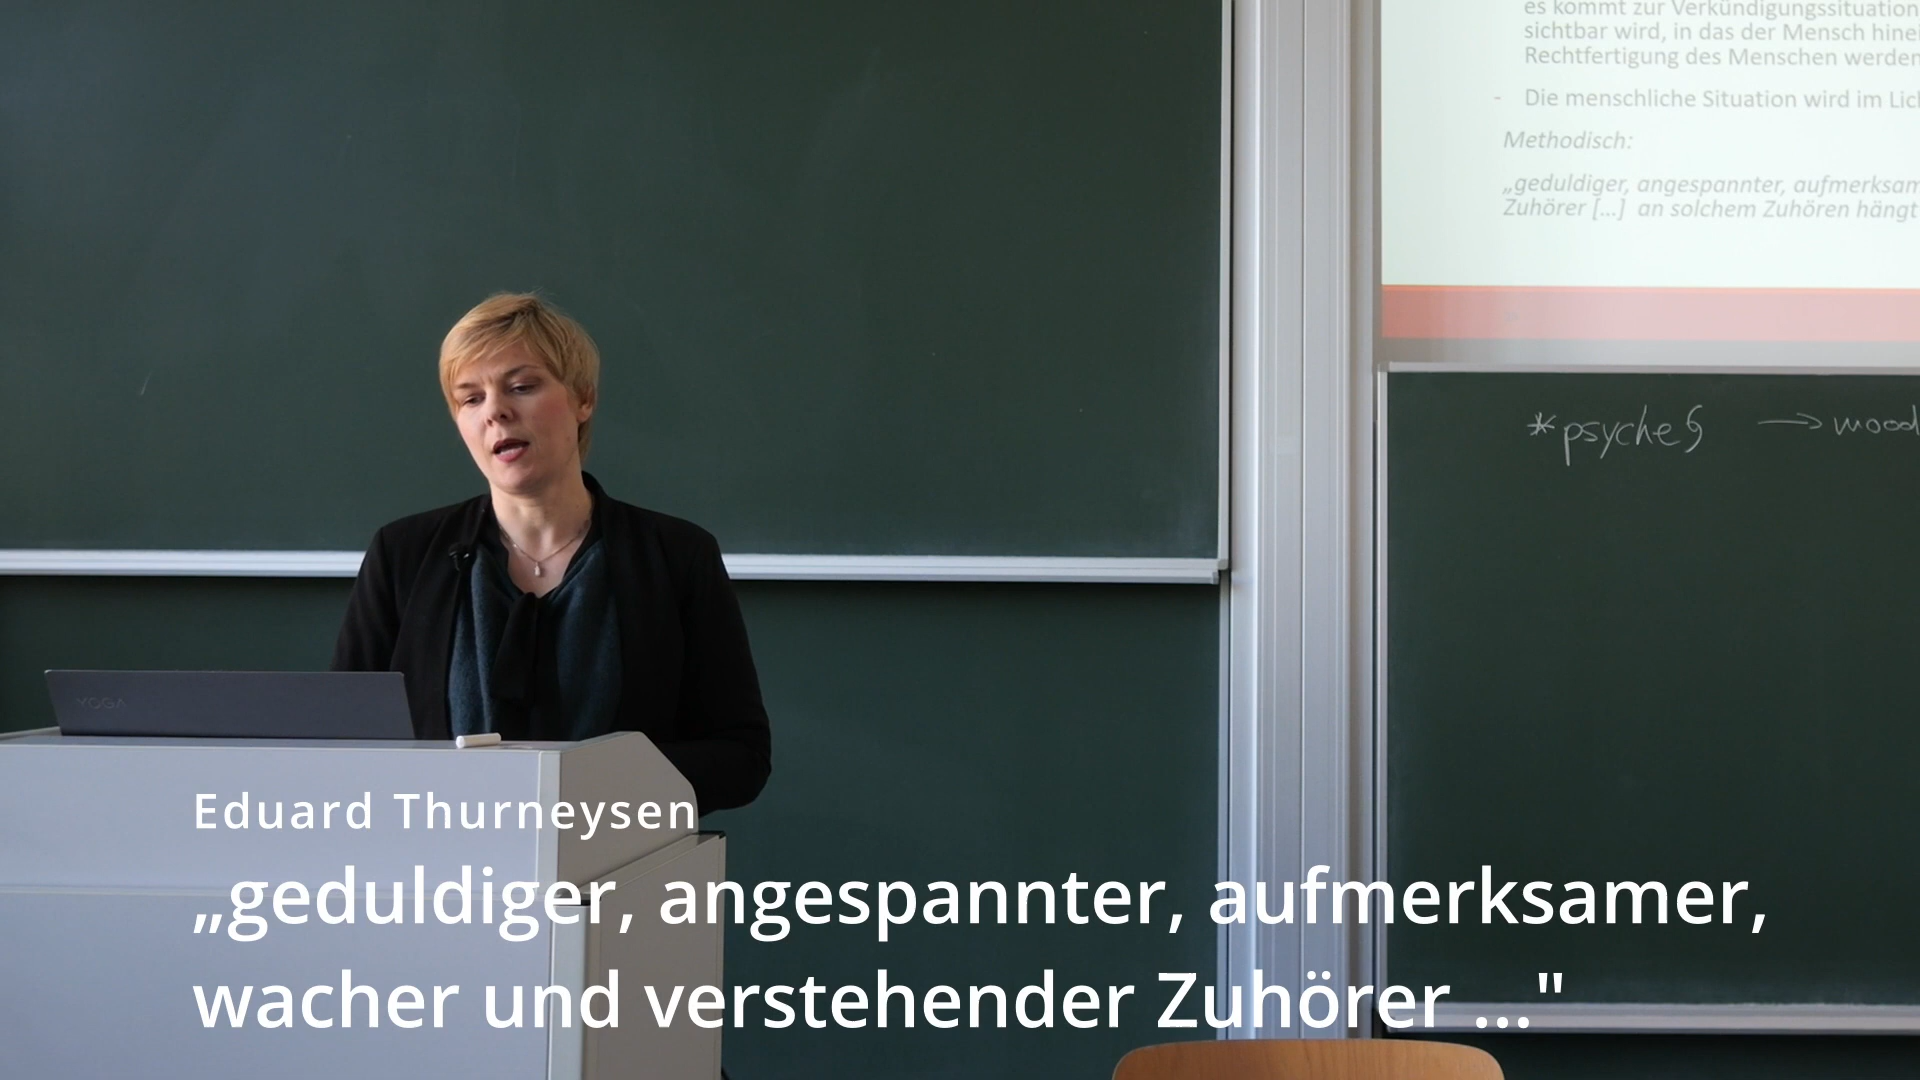 es kommt zur Verkündigungssituation
sichtbar wird, in das der Mensch hinei
Rechtfertigung des Menschen werden
- Die menschliche Situation wird im Lich
Methodisch:
„geduldiger, angespannter, aufmerksam
Zuhörer [...] an solchem Zuhören hängt
*psyche → mood
YOGA
Eduard Thurneysen
„geduldiger, angespannter, aufmerksamer,
wacher und verstehender Zuhörer ..."